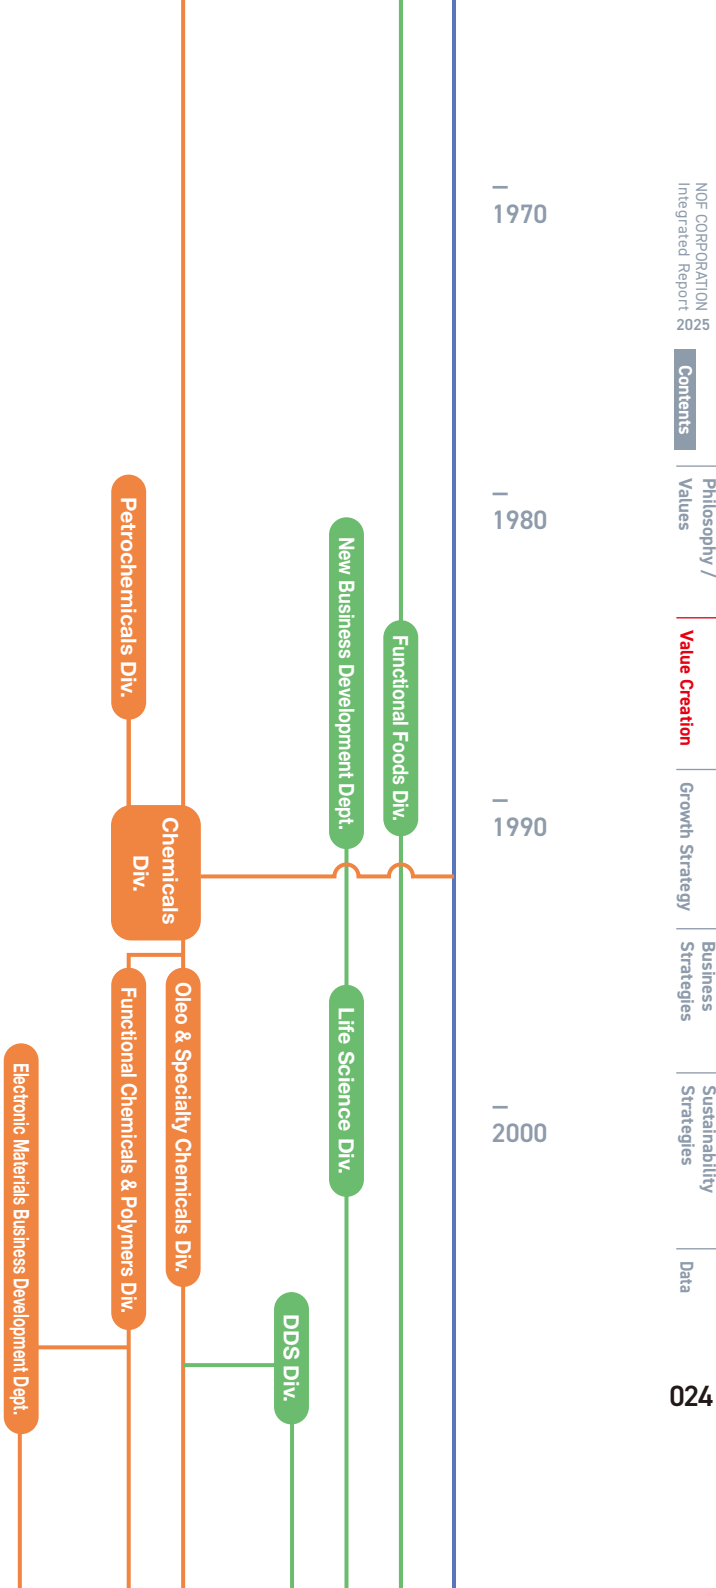 NOF CORPORATION
Integrated Report 2025
Contents
Philosophy /
Values
Value Creation
Growth Strategy
Business
Strategies
Sustainability
Strategies
Data
024
1970
1980
1990
2000
Functional Foods Div.
New Business Development Dept.
Life Science Div.
DDS Div.
Petrochemicals Div.
Chemicals
Div.
Oleo & Specialty Chemicals Div.
Functional Chemicals & Polymers Div.
Electronic Materials Business Development Dept.